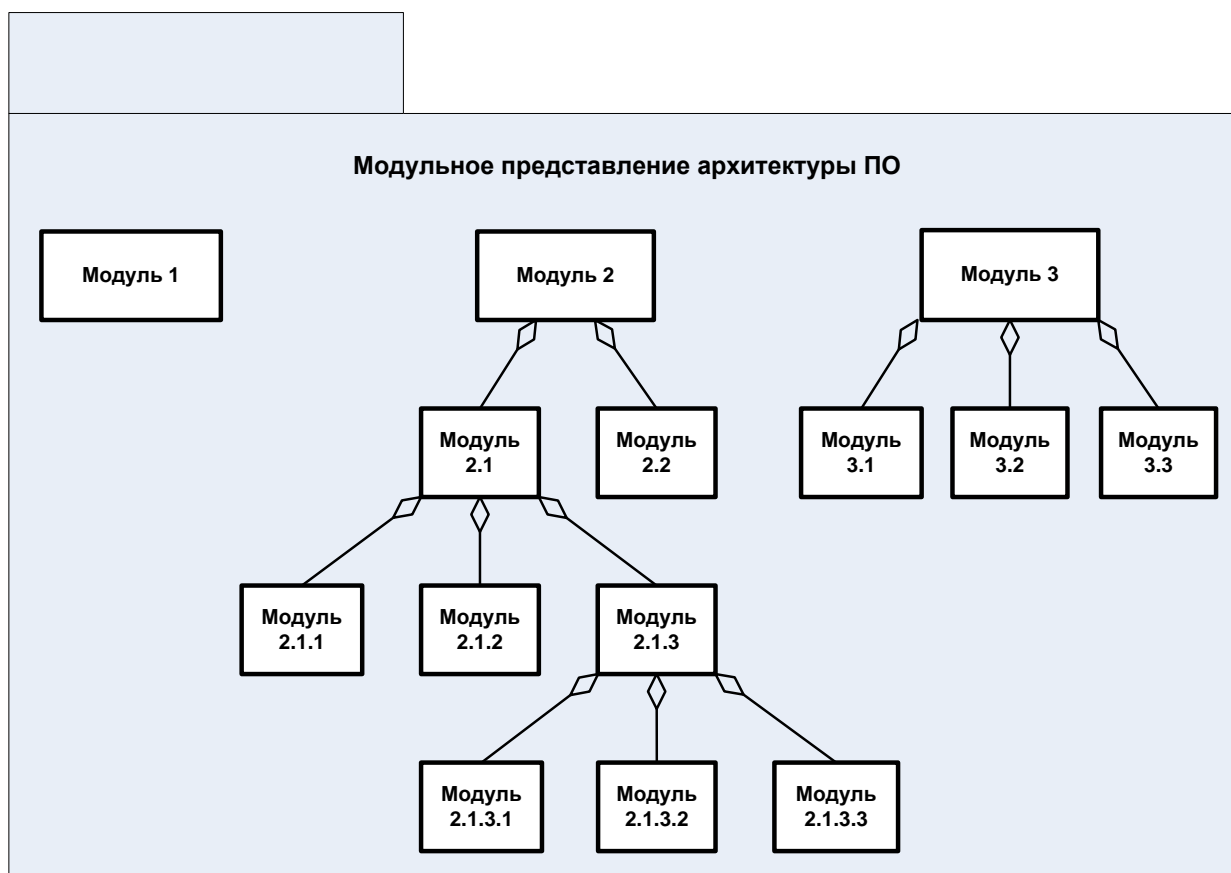 Модульное представление архитектуры ПО
Модуль 1
Модуль 2
Модуль 3
Модуль
2.1
Модуль
2.2
Модуль
3.1
Модуль
3.2
Модуль
3.3
Модуль
2.1.1
Модуль
2.1.2
Модуль
2.1.3
Модуль
2.1.3.1
Модуль
2.1.3.2
Модуль
2.1.3.3